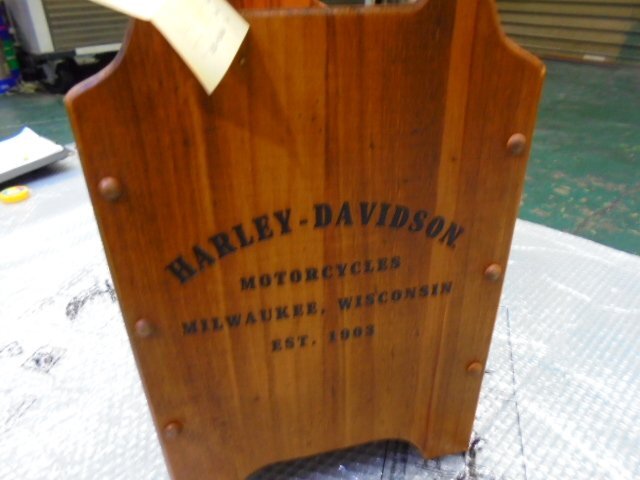 HARLEY-DAVIDSON
MOTORCYCLES
MILWAUKEE, WISCONSIN
EST. 1903